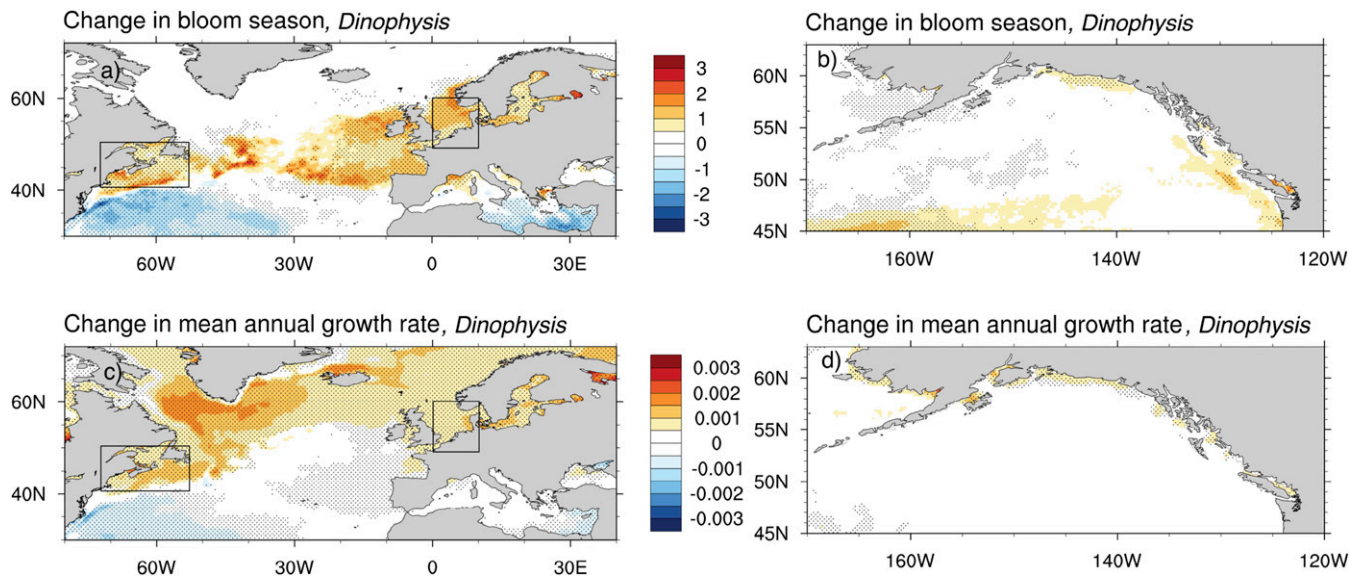 Change in bloom season, Dinophysis
a)
60N
40N
60W 30W 0 30E
3
2
1
0
-1
-2
-3
Change in bloom season, Dinophysis
b)
60N
55N
50N
45N
160W 140W 120W
Change in mean annual growth rate, Dinophysis
c)
60N
40N
60W 30W 0 30E
0.003
0.002
0.001
0
-0.001
-0.002
-0.003
Change in mean annual growth rate, Dinophysis
d)
60N
55N
50N
45N
160W 140W 120W